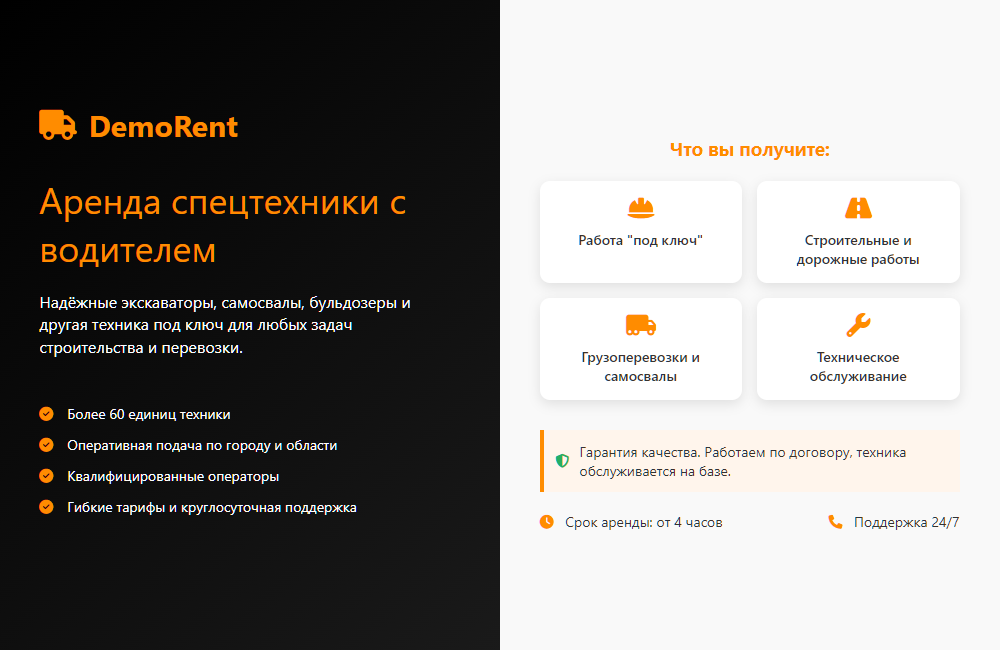 DemoRent
Аренда спецтехники с
водителем
Надёжные экскаваторы, самосвалы, бульдозеры и
другая техника под ключ для любых задач
строительства и перевозки.
Более 60 единиц техники
Оперативная подача по городу и области
Квалифицированные операторы
Гибкие тарифы и круглосуточная поддержка
Что вы получите:
Работа "под ключ"
Строительные и
дорожные работы
Грузоперевозки и
самосвалы
Техническое
обслуживание
Гарантия качества. Работаем по договору, техника
обслуживается на базе.
Срок аренды: от 4 часов
Поддержка 24/7